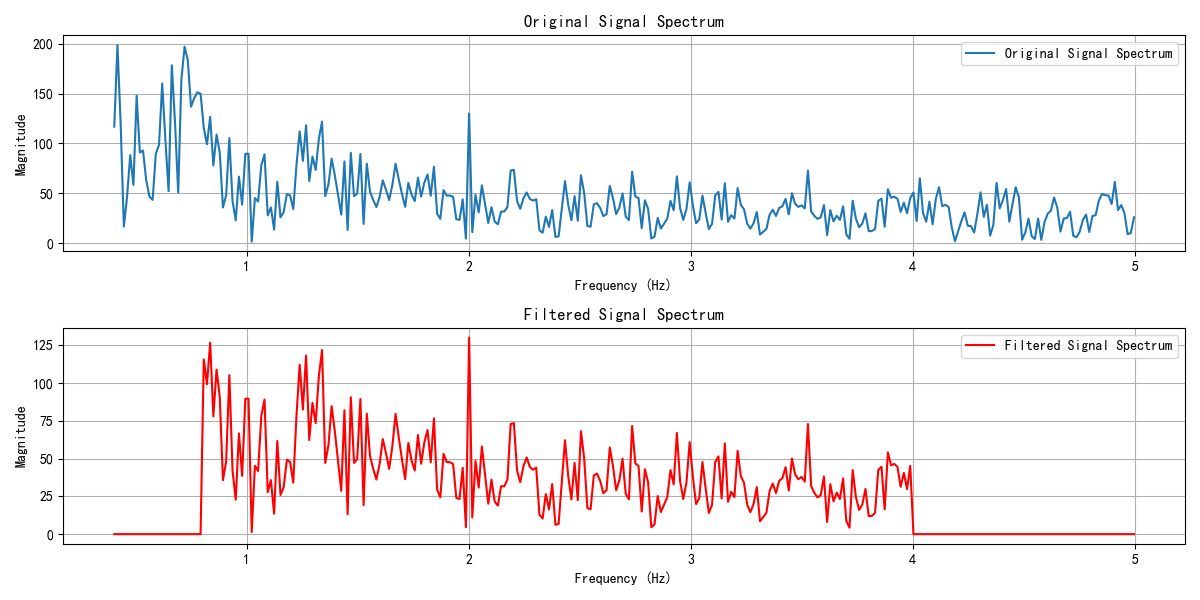 Original Signal Spectrum
Original Signal Spectrum
200
150
100
50
0
Magnitude
1 2 3 4 5
Frequency (Hz)
Filtered Signal Spectrum
Filtered Signal Spectrum
125
100
75
50
25
0
Magnitude
1 2 3 4 5
Frequency (Hz)